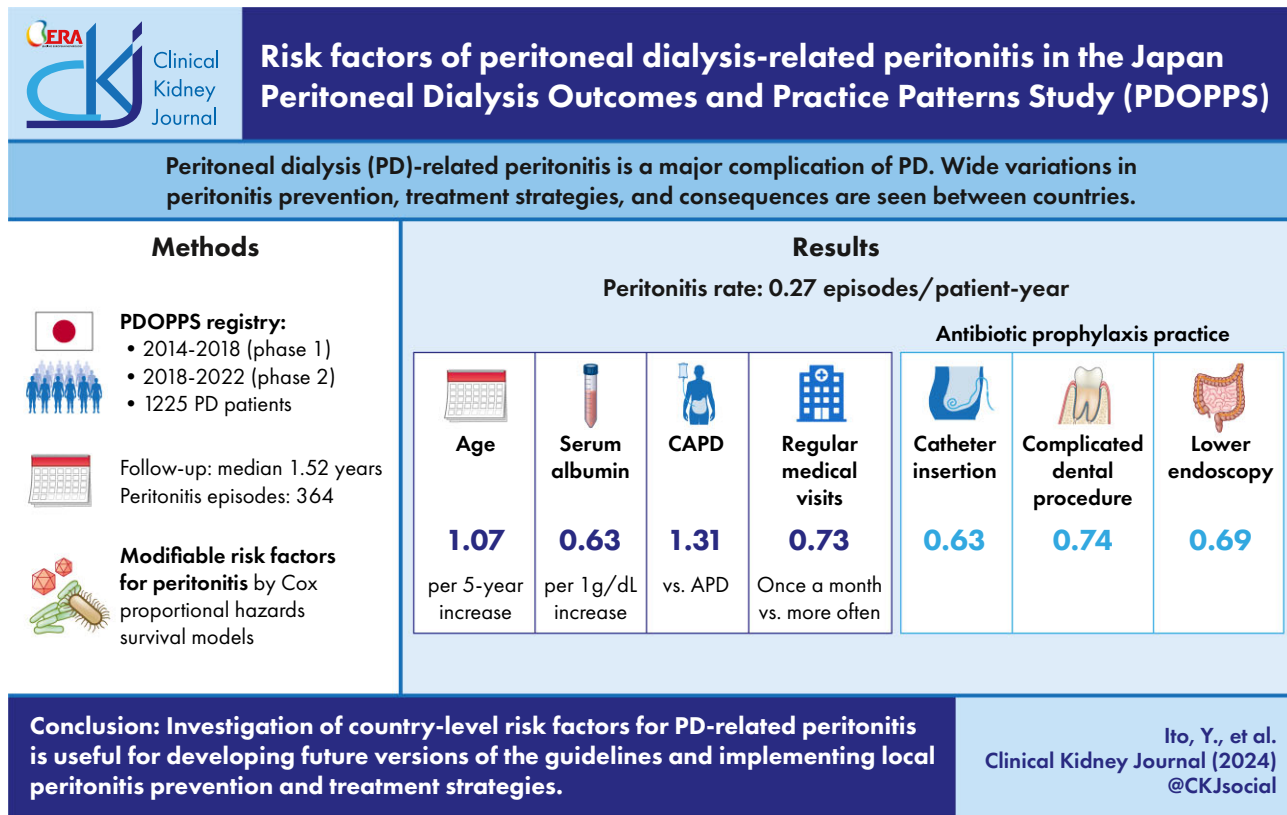 ERA
CKJ
Clinical
Kidney
Journal
Risk factors of peritoneal dialysis-related peritonitis in the Japan
Peritoneal Dialysis Outcomes and Practice Patterns Study (PDOPPS)
Peritoneal dialysis (PD)-related peritonitis is a major complication of PD. Wide variations in
peritonitis prevention, treatment strategies, and consequences are seen between countries.
Methods
PDOPPS registry:
• 2014-2018 (phase 1)
• 2018-2022 (phase 2)
• 1225 PD patients
Follow-up: median 1.52 years
Peritonitis episodes: 364
Modifiable risk factors
for peritonitis by Cox
proportional hazards
survival models
Results
Peritonitis rate: 0.27 episodes/patient-year
Age
1.07
per 5-year
increase
Serum
albumin
0.63
per 1g/dL
increase
CAPD
1.31
vs. APD
Regular
medical
visits
0.73
Once a month
vs. more often
Antibiotic prophylaxis practice
Catheter
insertion
0.63
Complicated
dental
procedure
0.74
Lower
endoscopy
0.69
Conclusion: Investigation of country-level risk factors for PD-related peritonitis
is useful for developing future versions of the guidelines and implementing local
peritonitis prevention and treatment strategies.
Ito, Y., et al.
Clinical Kidney Journal (2024)
@CKJsocial